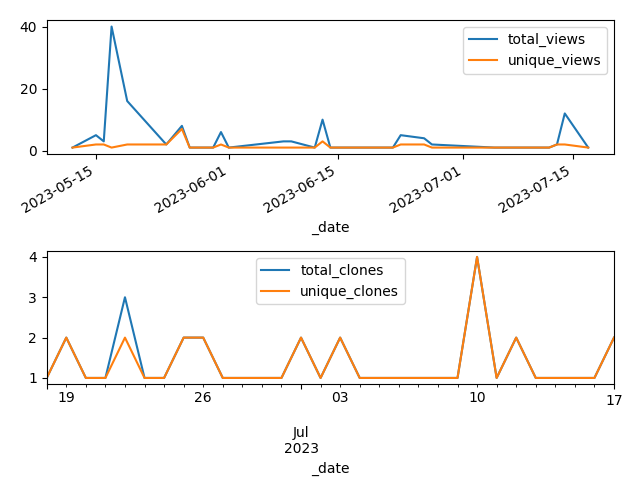 40
20
0
total_views
unique_views
2023-05-15
2023-06-01
2023-06-15
2023-07-01
2023-07-15
_date
4
3
2
1
total_clones
unique_clones
19
26
03
10
17
Jul
2023
_date